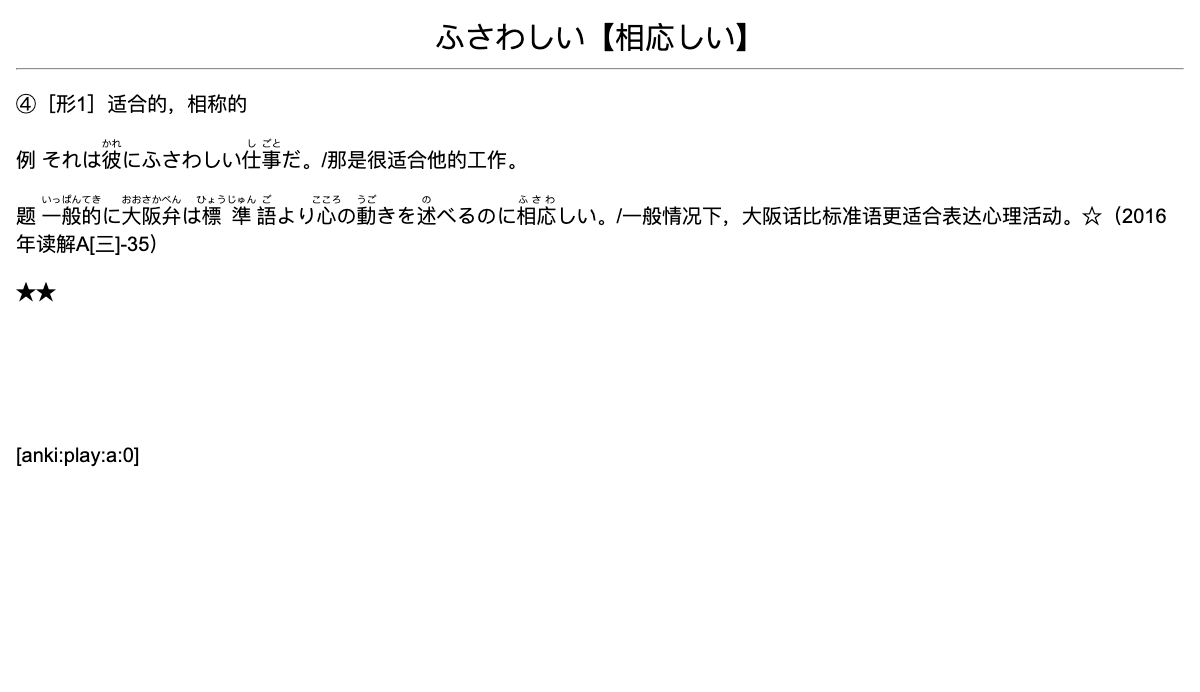 ふさわしい【相応しい】
④［形1］适合的，相称的
かれ し ごと
例 それは彼にふさわしい仕事だ。/那是很适合他的工作。
いっぱんてき おおさかべん ひょうじゅん ご こころ うご の ふ さ わ
题 一般的に大阪弁は標準語より心の動きを述べるのに相応しい。/一般情况下，大阪话比标准语更适合表达心理活动。☆（2016
年读解A[三]-35）
★★
[anki:play:a:0]